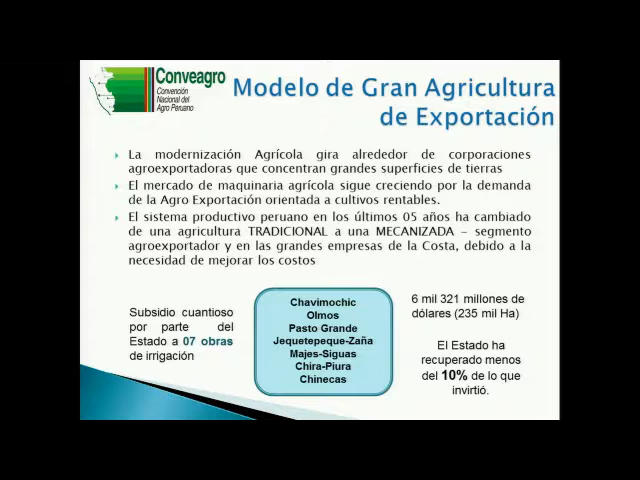 Conveagro
Convención
Nacional del
Agro Peruano
Modelo de Gran Agricultura
de Exportación
La modernización Agrícola gira alrededor de corporaciones
agroexportadoras que concentran grandes superficies de tierras
El mercado de maquinaria agrícola sigue creciendo por la demanda
de la Agro Exportación orientada a cultivos rentables.
El sistema productivo peruano en los últimos 05 años ha cambiado
de una agricultura TRADICIONAL a una MECANIZADA – segmento
agroexportador y en las grandes empresas de la Costa, debido a la
necesidad de mejorar los costos
Subsidio cuantioso
por parte del
Estado a 07 obras
de irrigación
Chavimochic
Olmos
Pasto Grande
Jequetepeque-Zaña
Majes-Siguas
Chira-Piura
Chinecas
6 mil 321 millones de
dólares (235 mil Ha)
El Estado ha
recuperado menos
del 10% de lo que
invirtió.